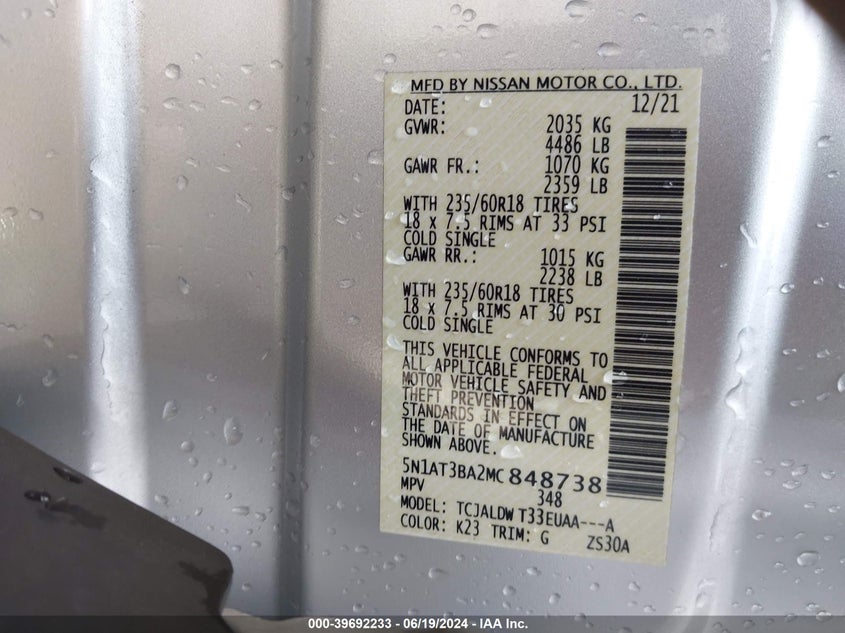 MFD BY NISSAN MOTOR CO., LTD.
DATE: 12/21
GVWR: 2035 KG
4486 LB
GAWR FR.: 1070 KG
2359 LB
WITH 235/60R18 TIRES
18 x 7.5 RIMS AT 33 PSI
COLD SINGLE
GAWR RR.: 1015 KG
2238 LB
WITH 235/60R18 TIRES
18 x 7.5 RIMS AT 30 PSI
COLD SINGLE
THIS VEHICLE CONFORMS TO
ALL APPLICABLE FEDERAL
MOTOR VEHICLE SAFETY AND
THEFT PREVENTION
STANDARDS IN EFFECT ON
THE DATE OF MANUFACTURE
SHOWN ABOVE.
5N1AT3BA2MC848738
MPV 348
MODEL: TCJALDW T33EUAA---A
COLOR: K23 TRIM: G ZS30A
000-39692233 - 06/19/2024 - IAA Inc.